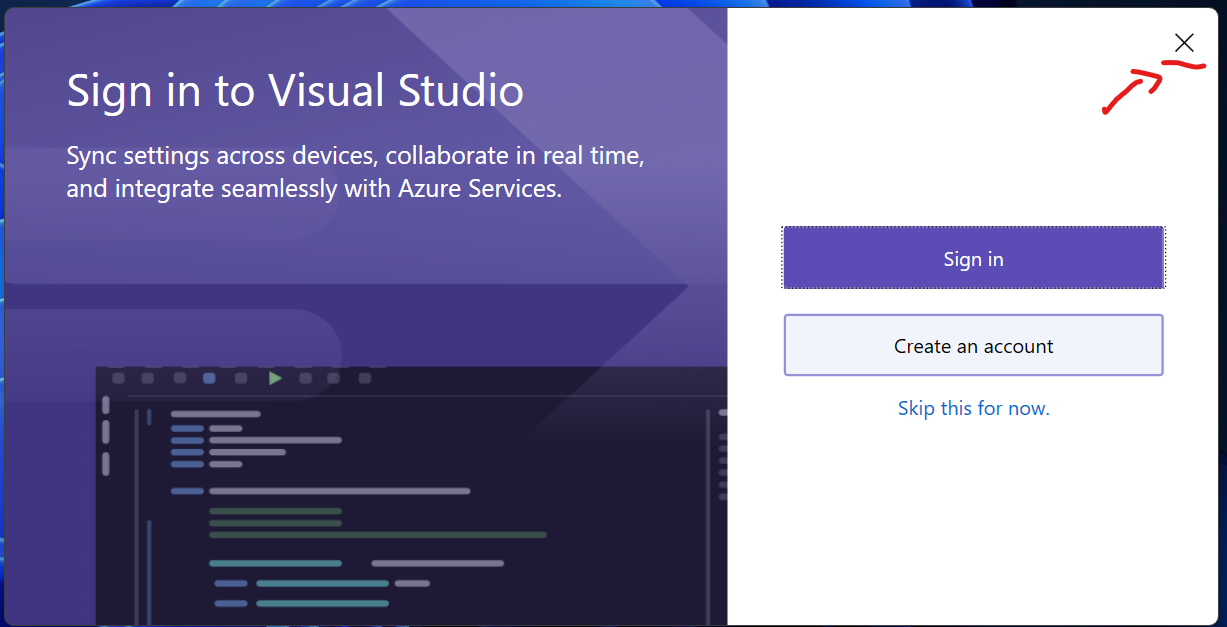 Sign in to Visual Studio
Sync settings across devices, collaborate in real time,
and integrate seamlessly with Azure Services.
Sign in
Create an account
Skip this for now.